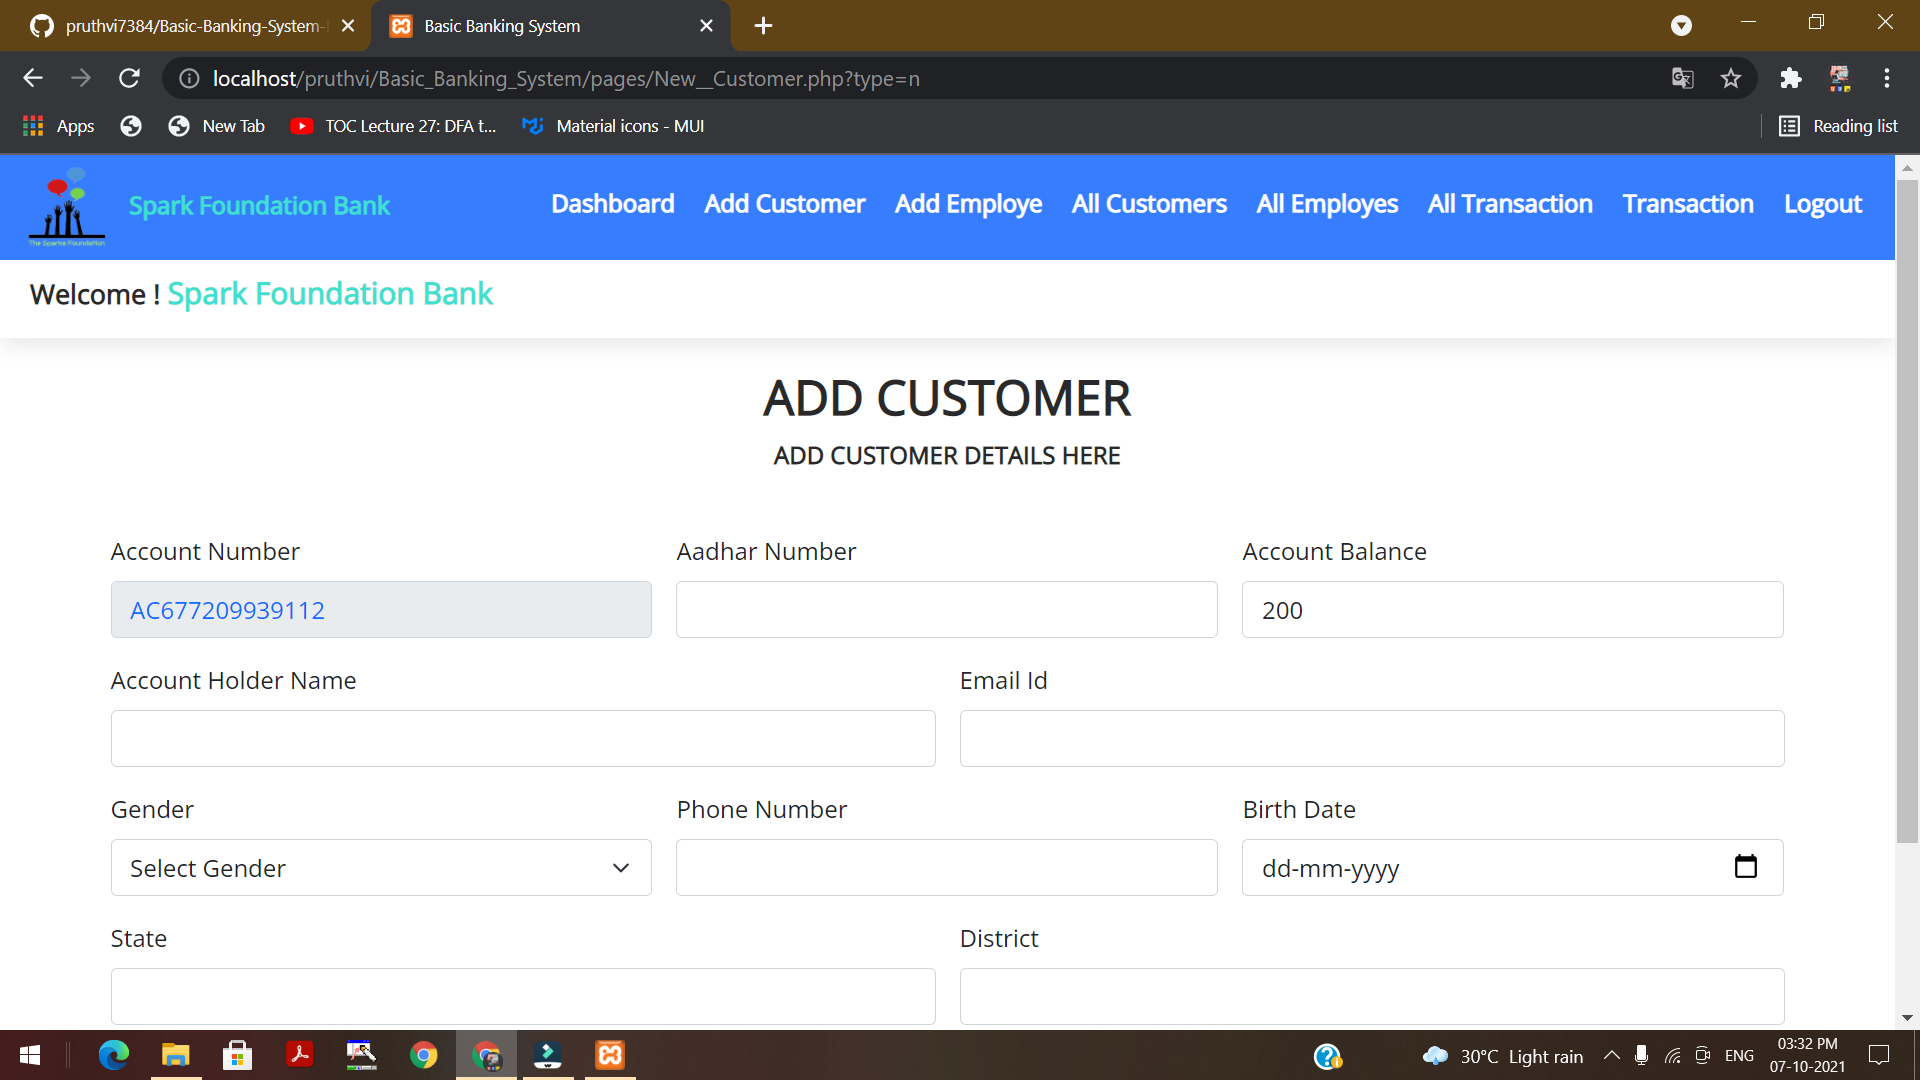 pruthvi7384/Basic-Banking-System-
Basic Banking System
localhost/pruthvi/Basic_Banking_System/pages/New__Customer.php?type=n
Apps
New Tab
TOC Lecture 27: DFA t...
Material icons - MUI
Reading list
The Sparks Foundation
Spark Foundation Bank
Dashboard
Add Customer
Add Employe
All Customers
All Employes
All Transaction
Transaction
Logout
Welcome ! Spark Foundation Bank
ADD CUSTOMER
ADD CUSTOMER DETAILS HERE
Account Number
Aadhar Number
Account Balance
AC677209939112
200
Account Holder Name
Email Id
Gender
Phone Number
Birth Date
Select Gender
dd-mm-yyyy
State
District
30°C Light rain
ENG
03:32 PM
07-10-2021